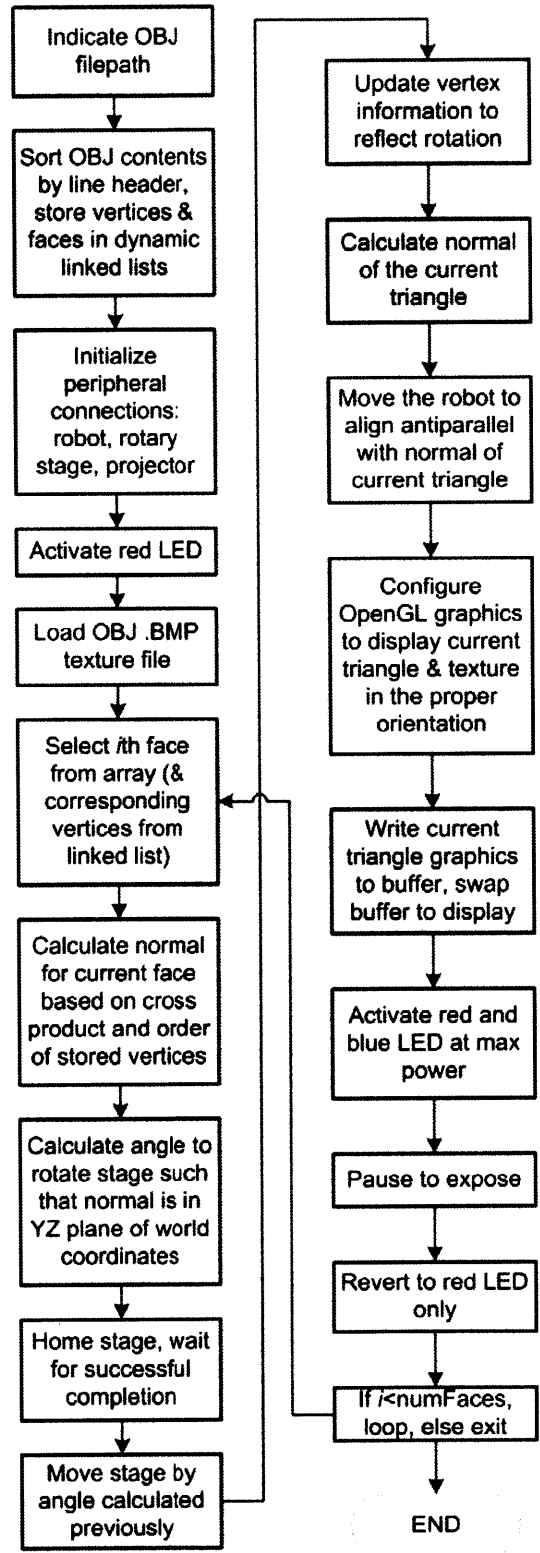 Indicate OBJ
filepath
Sort OBJ contents
by line header,
store vertices &
faces in dynamic
linked lists
Initialize
peripheral
connections:
robot, rotary
stage, projector
Activate red LED
Load OBJ .BMP
texture file
Select ith face
from array (&
corresponding
vertices from
linked list)
Calculate normal
for current face
based on cross
product and order
of stored vertices
Calculate angle to
rotate stage such
that normal is in
YZ plane of world
coordinates
Home stage, wait
for successful
completion
Move stage by
angle calculated
previously
Update vertex
information to
reflect rotation
Calculate normal
of the current
triangle
Move the robot to
align antiparallel
with normal of
current triangle
Configure
OpenGL graphics
to display current
triangle & texture
in the proper
orientation
Write current
triangle graphics
to buffer, swap
buffer to display
Activate red and
blue LED at max
power
Pause to expose
Revert to red LED
only
If i<numFaces,
loop, else exit
END